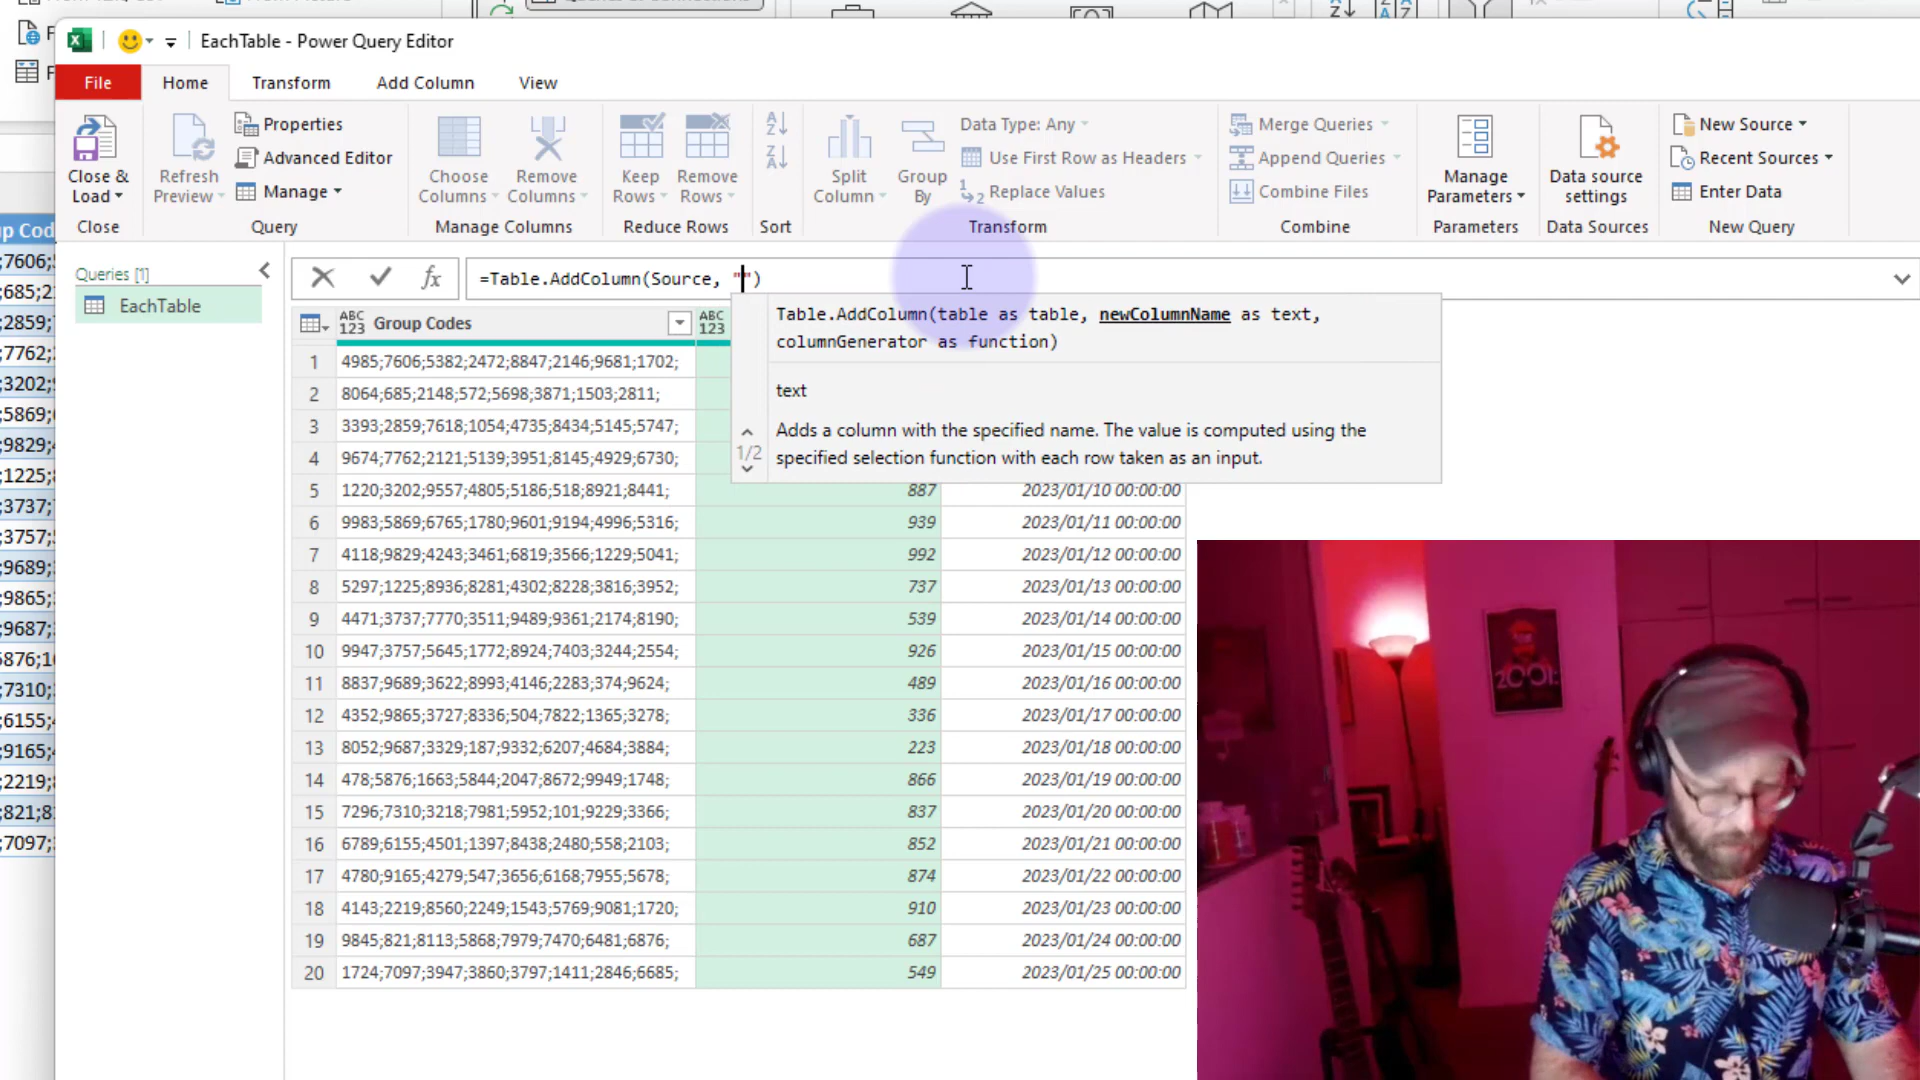 EachTable - Power Query Editor
File Home Transform Add Column View
Close & Load
Close
Refresh Preview
Properties
Advanced Editor
Manage
Query
Choose Columns
Remove Columns
Manage Columns
Keep Rows
Remove Rows
Reduce Rows
Sort
Split Column
Group By
Data Type: Any
Use First Row as Headers
Replace Values
Transform
Merge Queries
Append Queries
Combine Files
Combine
Manage Parameters
Parameters
Data source settings
Data Sources
New Source
Recent Sources
Enter Data
New Query
Queries [1]
EachTable
fx
=Table.AddColumn(Source, "")
Table.AddColumn(table as table, newColumnName as text,
columnGenerator as function)
text
Adds a column with the specified name. The value is computed using the
specified selection function with each row taken as an input.
1/2
ABC 123 Group Codes ABC 123
1 4985;7606;5382;2472;8847;2146;9681;1702;
2 8064;685;2148;572;5698;3871;1503;2811;
3 3393;2859;7618;1054;4735;8434;5145;5747;
4 9674;7762;2121;5139;3951;8145;4929;6730;
5 1220;3202;9557;4805;5186;518;8921;8441; 887 2023/01/10 00:00:00
6 9983;5869;6765;1780;9601;9194;4996;5316; 939 2023/01/11 00:00:00
7 4118;9829;4243;3461;6819;3566;1229;5041; 992 2023/01/12 00:00:00
8 5297;1225;8936;8281;4302;8228;3816;3952; 737 2023/01/13 00:00:00
9 4471;3737;7770;3511;9489;9361;2174;8190; 539 2023/01/14 00:00:00
10 9947;3757;5645;1772;8924;7403;3244;2554; 926 2023/01/15 00:00:00
11 8837;9689;3622;8993;4146;2283;374;9624; 489 2023/01/16 00:00:00
12 4352;9865;3727;8336;504;7822;1365;3278; 336 2023/01/17 00:00:00
13 8052;9687;3329;187;9332;6207;4684;3884; 223 2023/01/18 00:00:00
14 478;5876;1663;5844;2047;8672;9949;1748; 866 2023/01/19 00:00:00
15 7296;7310;3218;7981;5952;101;9229;3366; 837 2023/01/20 00:00:00
16 6789;6155;4501;1397;8438;2480;558;2103; 852 2023/01/21 00:00:00
17 4780;9165;4279;547;3656;6168;7955;5678; 874 2023/01/22 00:00:00
18 4143;2219;8560;2249;1543;5769;9081;1720; 910 2023/01/23 00:00:00
19 9845;821;8113;5868;7979;7470;6481;6876; 687 2023/01/24 00:00:00
20 1724;7097;3947;3860;3797;1411;2846;6685; 549 2023/01/25 00:00:00
2001: